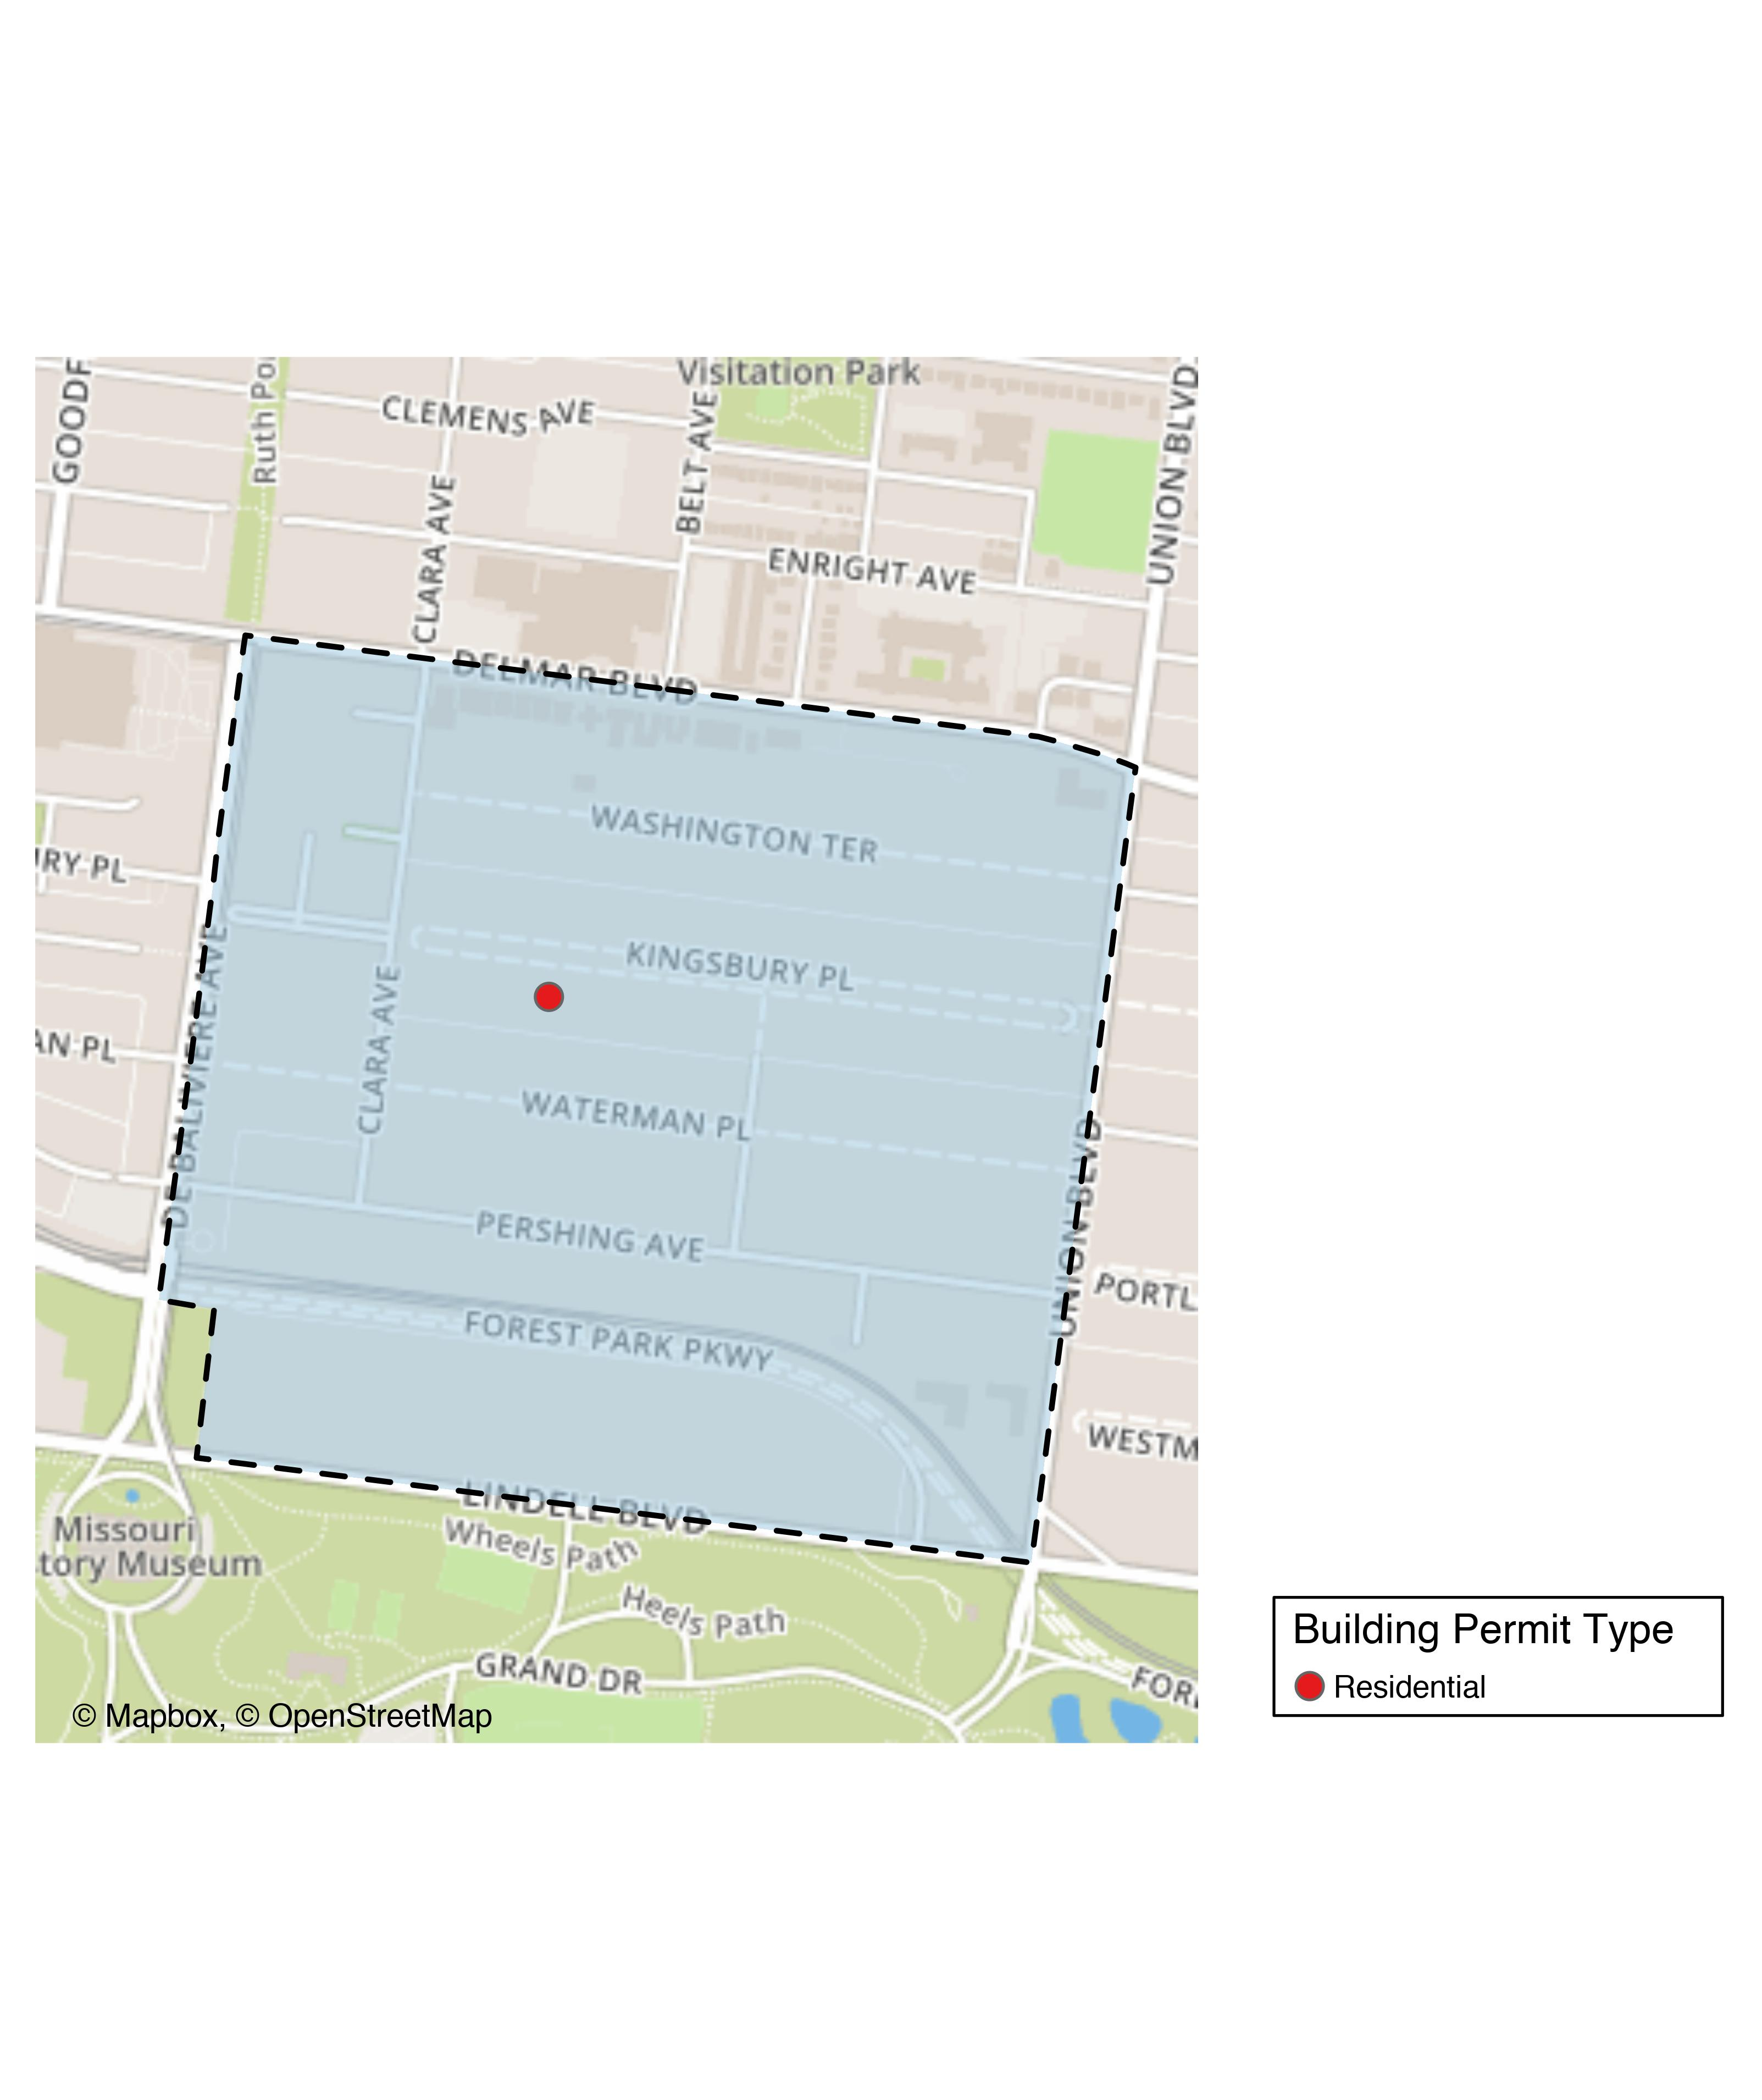 Visitation Park
GOODF
Ruth Po
CLEMENS AVE
BELT AVE
UNION BLVD
CLARA AVE
ENRIGHT AVE
DELMAR BLVD
WASHINGTON TER
URY PL
KINGSBURY PL
DE BALIVIERE AVE
CLARA AVE
AN PL
WATERMAN PL
UNION BLVD
PERSHING AVE
PORTL
FOREST PARK PKWY
WESTM
LINDELL BLVD
Wheels Path
Missouri
tory Museum
Heels Path
GRAND DR
FOR
© Mapbox, © OpenStreetMap
Building Permit Type
Residential